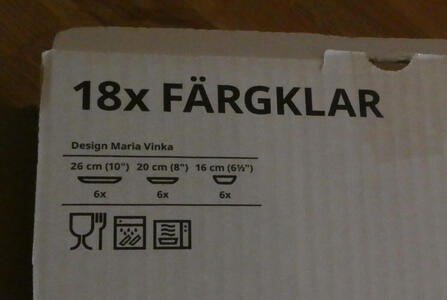 18x FÄRGKLAR
Design Maria Vinka
26 cm (10") 20 cm (8") 16 cm (6½")
6x 6x 6x